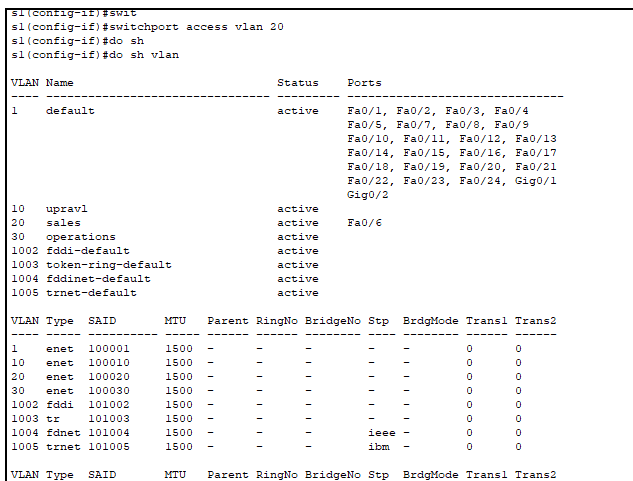 s1(config-if)#swit
s1(config-if)#switchport access vlan 20
s1(config-if)#do sh
s1(config-if)#do sh vlan

VLAN Name                             Status    Ports
---- -------------------------------- --------- -------------------------------
1    default                          active    Fa0/1, Fa0/2, Fa0/3, Fa0/4
                                                Fa0/5, Fa0/7, Fa0/8, Fa0/9
                                                Fa0/10, Fa0/11, Fa0/12, Fa0/13
                                                Fa0/14, Fa0/15, Fa0/16, Fa0/17
                                                Fa0/18, Fa0/19, Fa0/20, Fa0/21
                                                Fa0/22, Fa0/23, Fa0/24, Gig0/1
                                                Gig0/2
10   upravl                           active
20   sales                            active    Fa0/6
30   operations                       active
1002 fddi-default                     active
1003 token-ring-default               active
1004 fddinet-default                  active
1005 trnet-default                    active

VLAN Type  SAID       MTU   Parent RingNo BridgeNo Stp  BrdgMode Trans1 Trans2
---- ----- ---------- ----- ------ ------ -------- ---- -------- ------ ------
1    enet  100001     1500  -      -      -        -    -        0      0
10   enet  100010     1500  -      -      -        -    -        0      0
20   enet  100020     1500  -      -      -        -    -        0      0
30   enet  100030     1500  -      -      -        -    -        0      0
1002 fddi  101002     1500  -      -      -        -    -        0      0
1003 tr    101003     1500  -      -      -        -    -        0      0
1004 fdnet 101004     1500  -      -      -        ieee -        0      0
1005 trnet 101005     1500  -      -      -        ibm  -        0      0

VLAN Type  SAID       MTU   Parent RingNo BridgeNo Stp  BrdgMode Trans1 Trans2